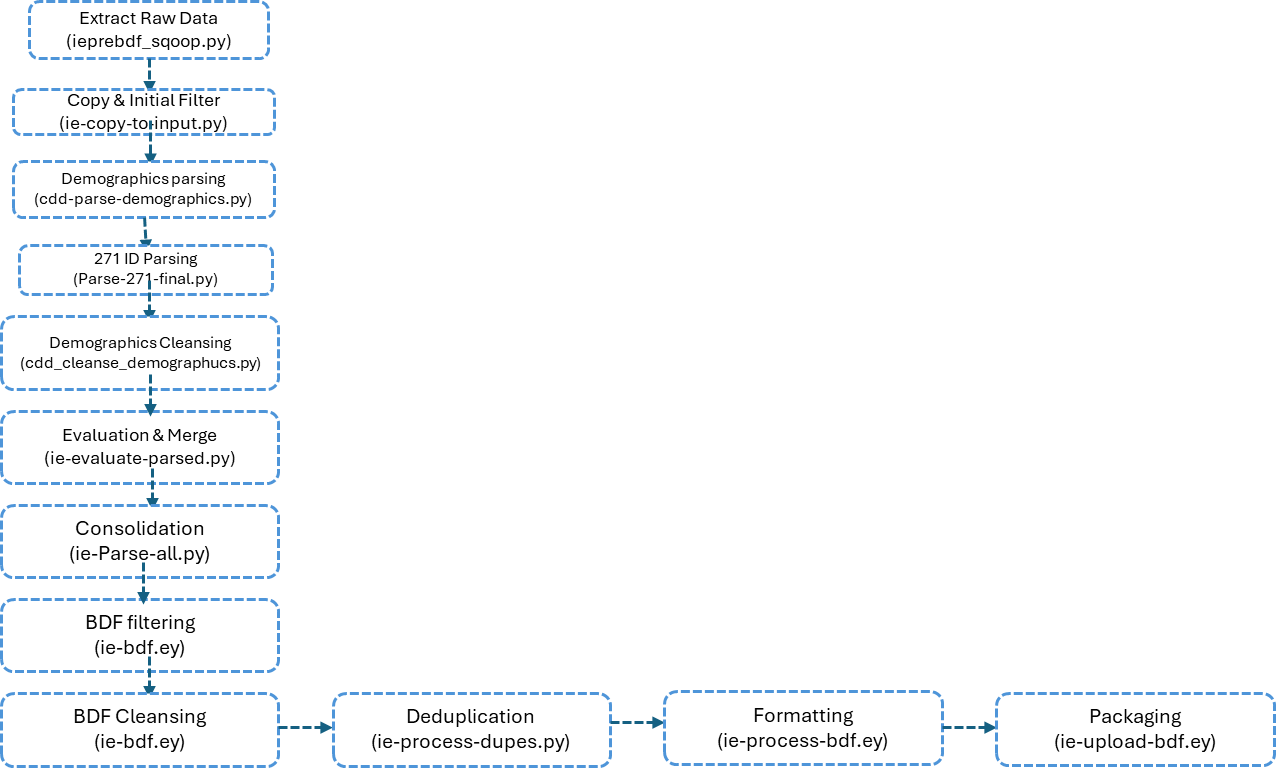 Extract Raw Data
(ieprebdf_sqoop.py)
Copy & Initial Filter
(ie-copy-to-input.py)
Demographics parsing
(cdd-parse-demographics.py)
271 ID Parsing
(Parse-271-final.py)
Demographics Cleansing
(cdd_cleanse_demographucs.py)
Evaluation & Merge
(ie-evaluate-parsed.py)
Consolidation
(ie-Parse-all.py)
BDF filtering
(ie-bdf.ey)
BDF Cleansing
(ie-bdf.ey)
Deduplication
(ie-process-dupes.py)
Formatting
(ie-process-bdf.ey)
Packaging
(ie-upload-bdf.ey)